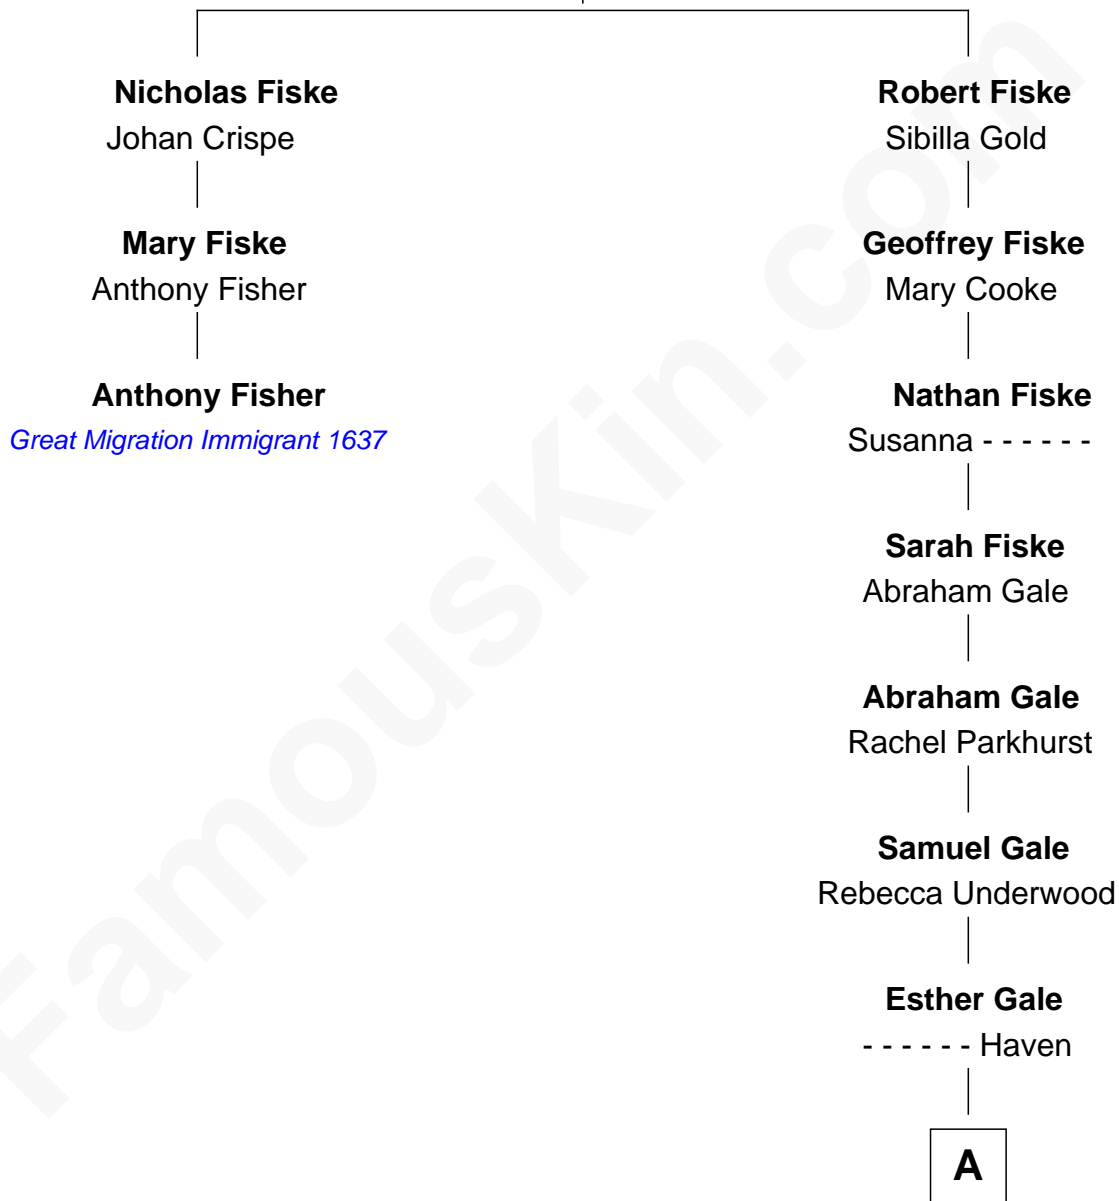 Nicholas Fiske
Johan Crispe
Mary Fiske
Anthony Fisher
Anthony Fisher
Great Migration Immigrant 1637
Robert Fiske
Sibilla Gold
Geoffrey Fiske
Mary Cooke
Nathan Fiske
Susanna - - - - - -
Sarah Fiske
Abraham Gale
Abraham Gale
Rachel Parkhurst
Samuel Gale
Rebecca Underwood
Esther Gale
- - - - - - Haven
A
FamousKin.com